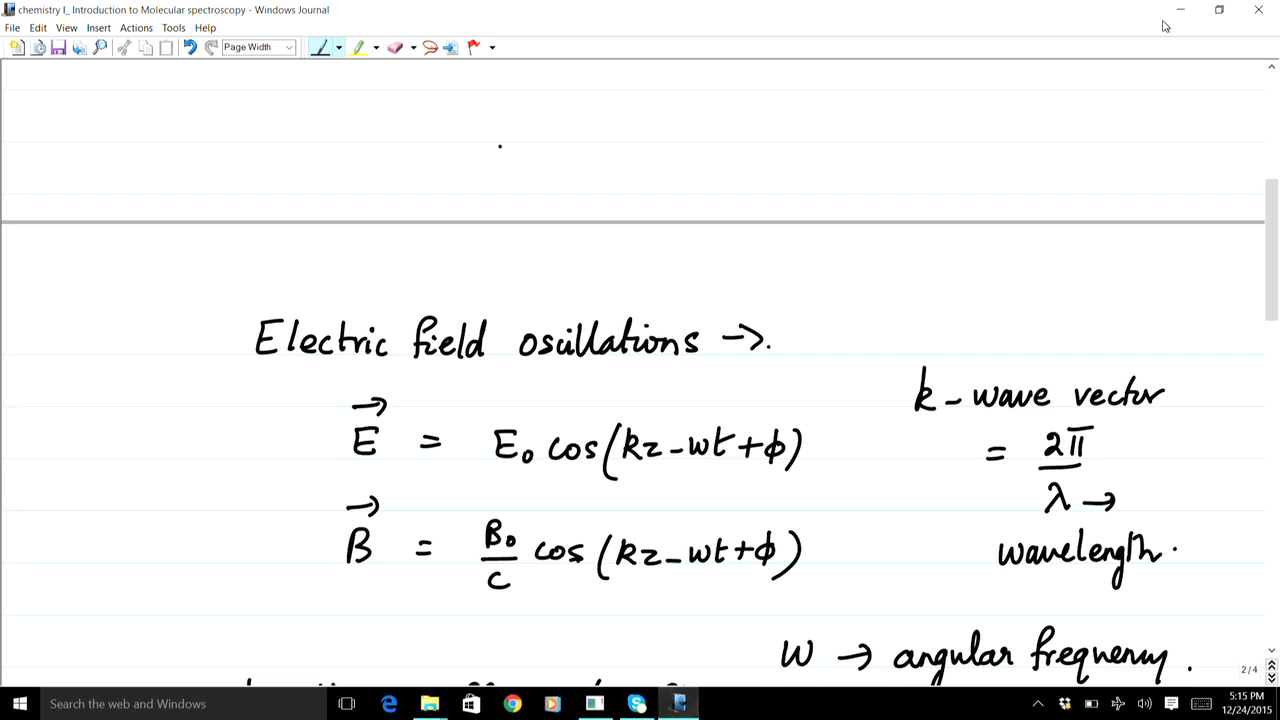 chemistry I_ Introduction to Molecular spectroscopy - Windows Journal
File Edit View Insert Actions Tools Help
Page Width
Electric field oscillations →.
k - wave vector
E⃗ = E₀ cos(kz - wt + ϕ)
= 2π / λ → wavelength.
B⃗ = B₀/c cos(kz - wt + ϕ)
w → angular frequency.
2 / 4
Search the web and Windows
5:15 PM
12/24/2015